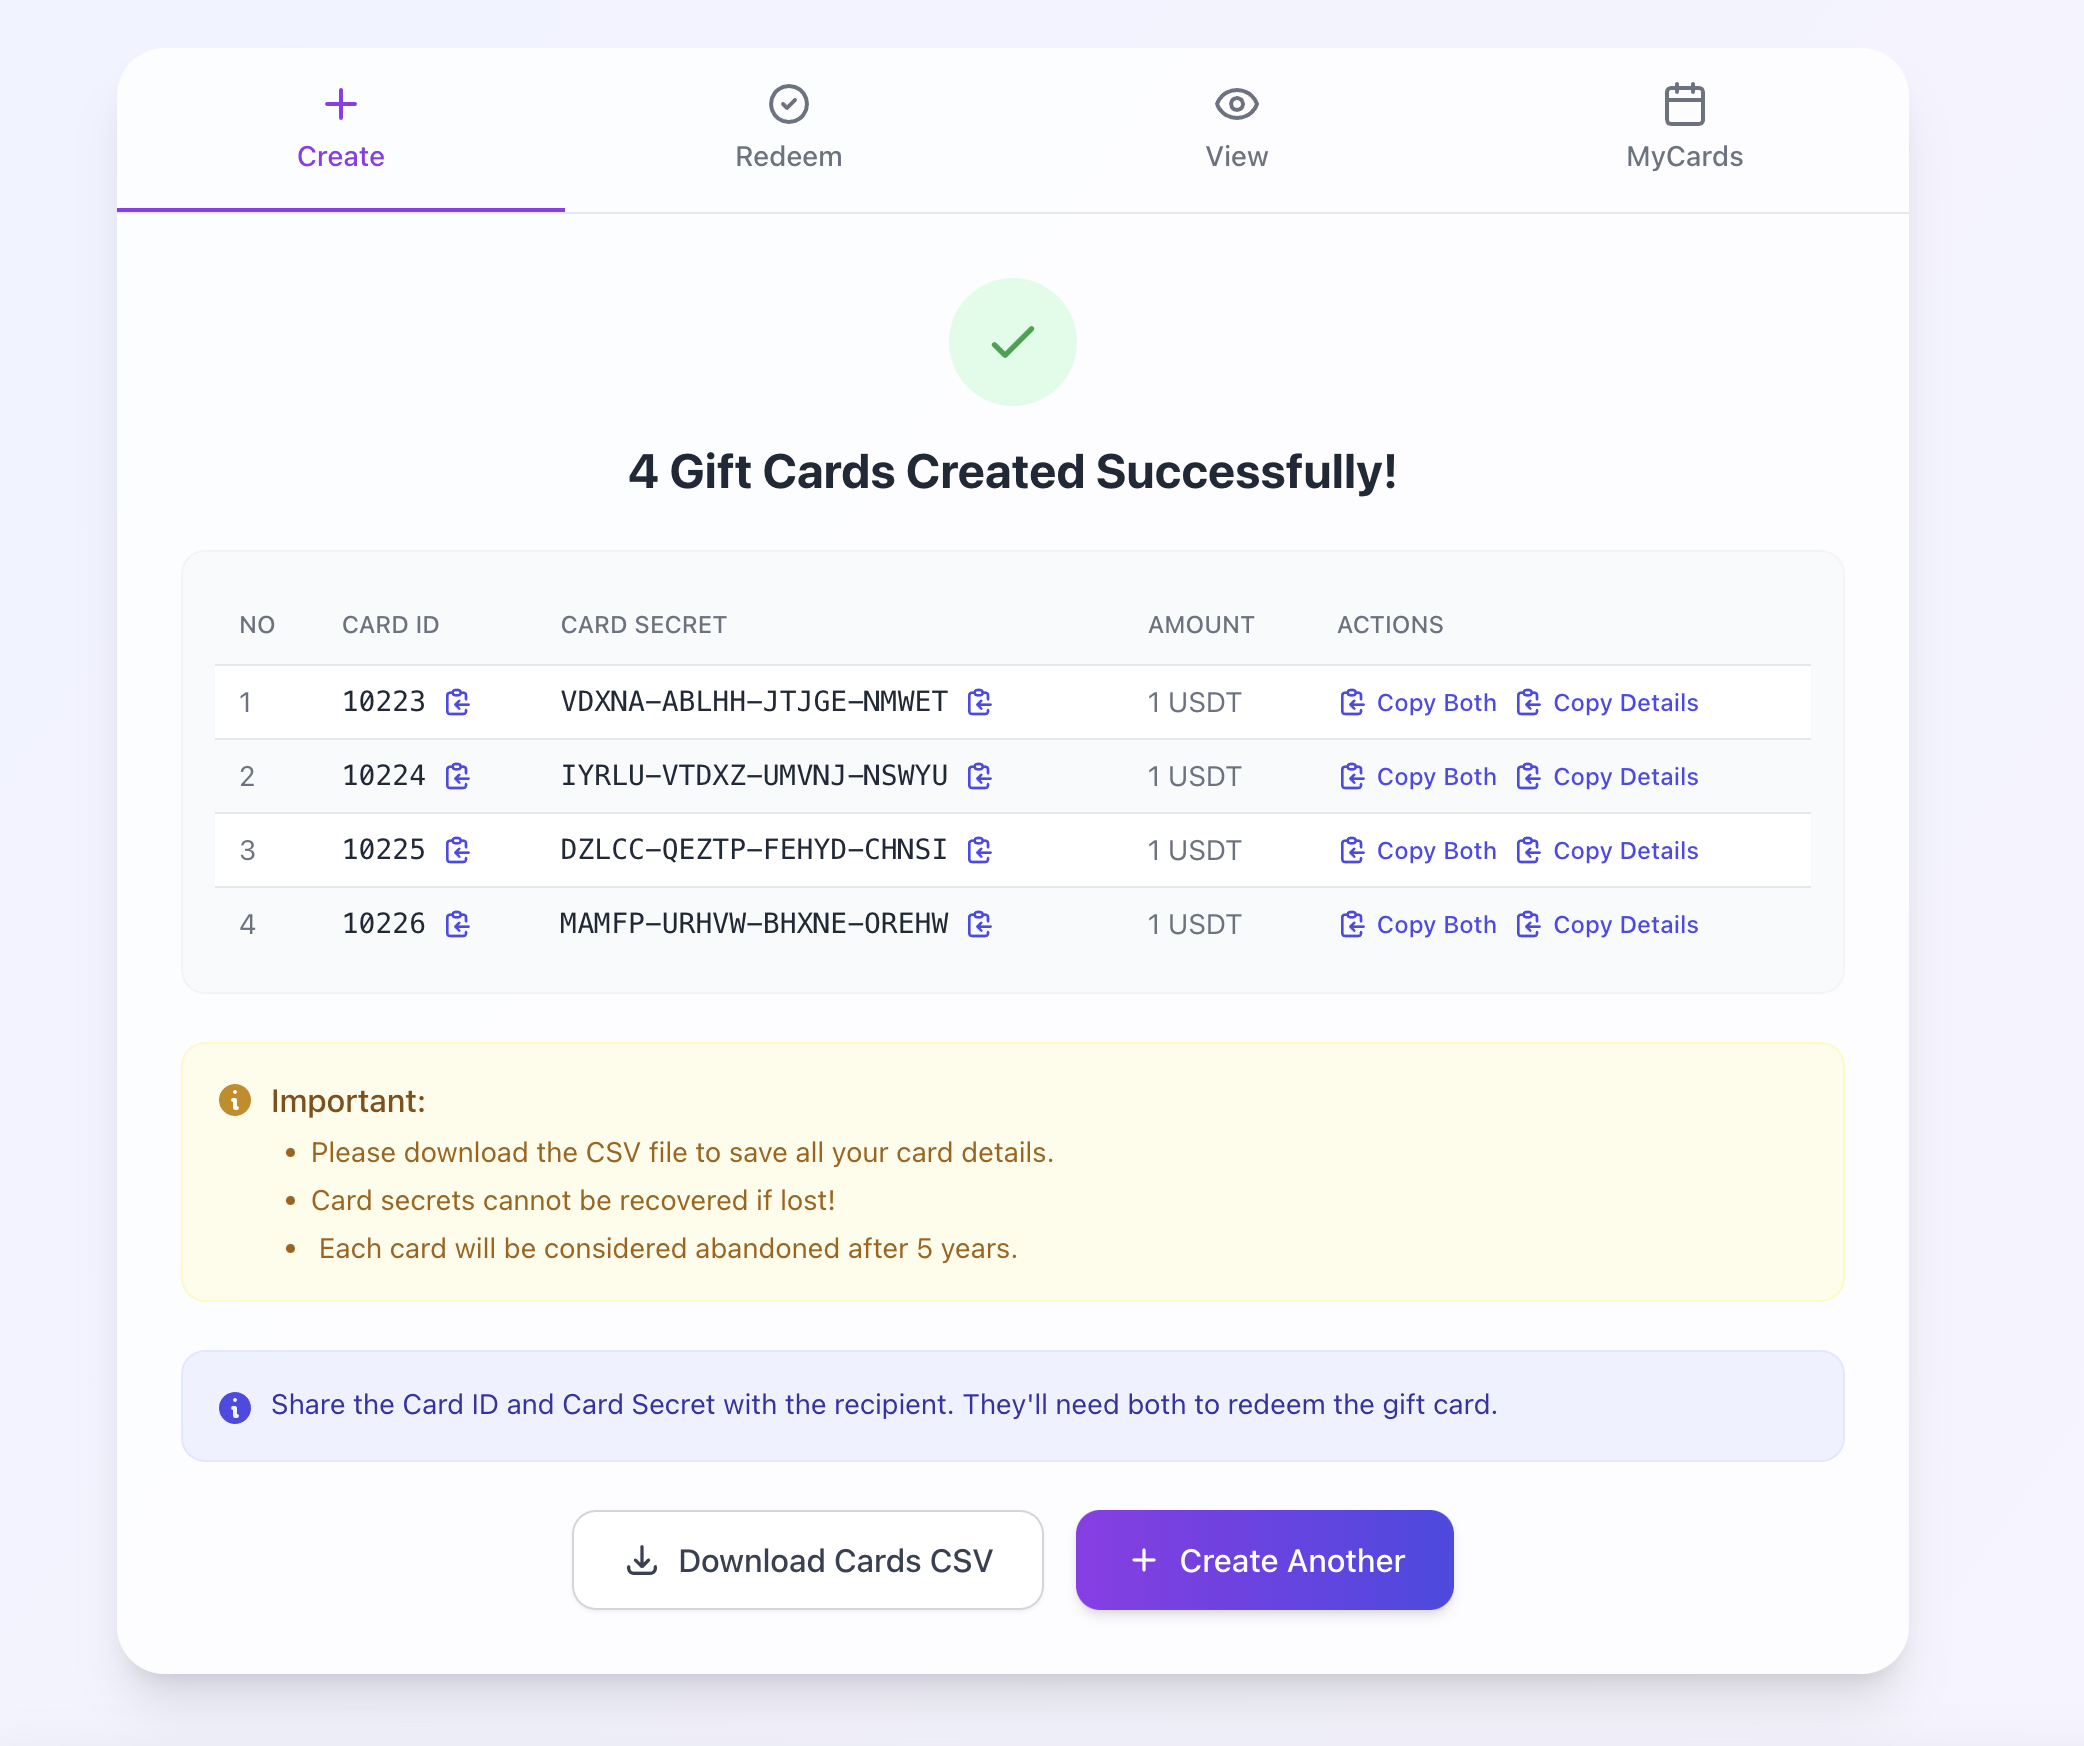 Create
Redeem
View
MyCards
4 Gift Cards Created Successfully!
NO CARD ID CARD SECRET AMOUNT ACTIONS
1 10223 VDXNA-ABLHH-JTJGE-NMWET 1 USDT Copy Both Copy Details
2 10224 IYRLU-VTDXZ-UMVNJ-NSWYU 1 USDT Copy Both Copy Details
3 10225 DZLCC-QEZTP-FEHYD-CHNSI 1 USDT Copy Both Copy Details
4 10226 MAMFP-URHVW-BHXNE-OREHW 1 USDT Copy Both Copy Details
Important:
• Please download the CSV file to save all your card details.
• Card secrets cannot be recovered if lost!
• Each card will be considered abandoned after 5 years.
Share the Card ID and Card Secret with the recipient. They'll need both to redeem the gift card.
Download Cards CSV
+ Create Another